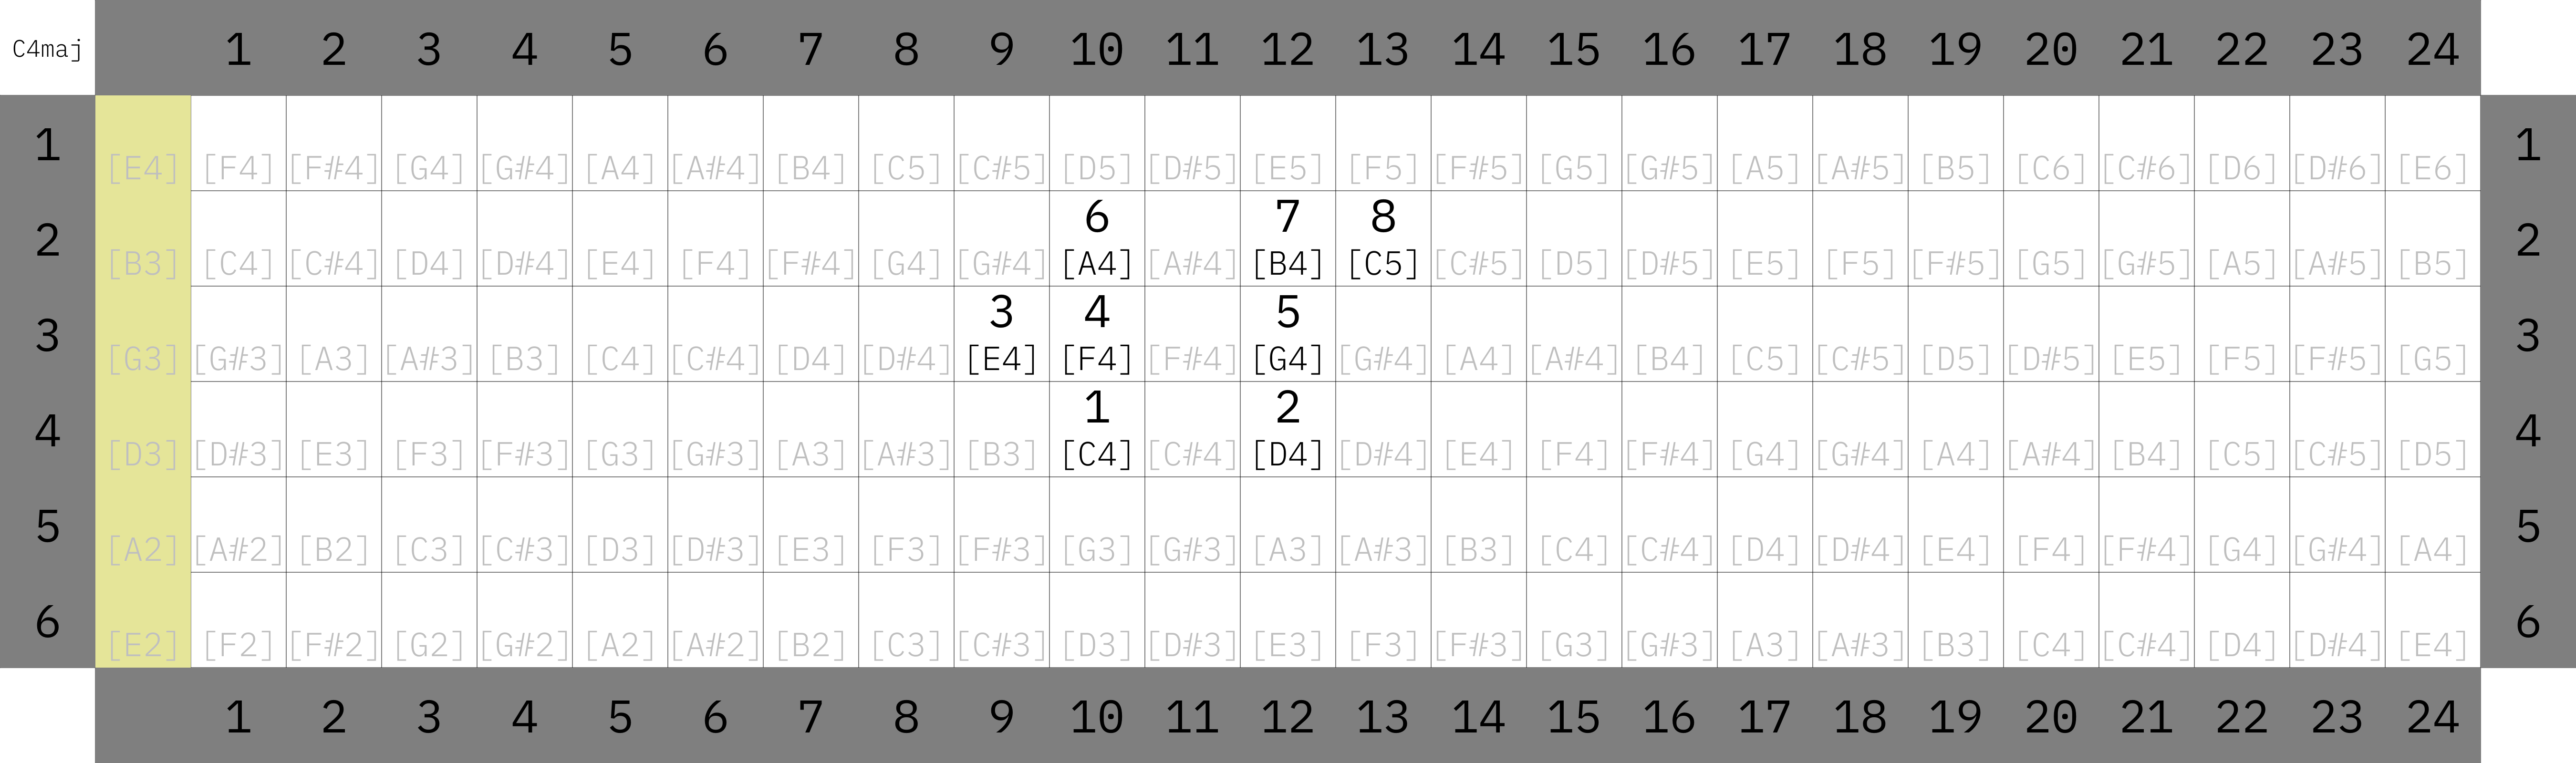 C4maj 1 2 3 4 5 6 7 8 9 10 11 12 13 14 15 16 17 18 19 20 21 22 23 24
1 1
[E4] [F4] [F#4] [G4] [G#4] [A4] [A#4] [B4] [C5] [C#5] [D5] [D#5] [E5] [F5] [F#5] [G5] [G#5] [A5] [A#5] [B5] [C6] [C#6] [D6] [D#6] [E6]
2 6 7 8 2
[B3] [C4] [C#4] [D4] [D#4] [E4] [F4] [F#4] [G4] [G#4] [A4] [A#4] [B4] [C5] [C#5] [D5] [D#5] [E5] [F5] [F#5] [G5] [G#5] [A5] [A#5] [B5]
3 3 4 5 3
[G3] [G#3] [A3] [A#3] [B3] [C4] [C#4] [D4] [D#4] [E4] [F4] [F#4] [G4] [G#4] [A4] [A#4] [B4] [C5] [C#5] [D5] [D#5] [E5] [F5] [F#5] [G5]
4 1 2 4
[D3] [D#3] [E3] [F3] [F#3] [G3] [G#3] [A3] [A#3] [B3] [C4] [C#4] [D4] [D#4] [E4] [F4] [F#4] [G4] [G#4] [A4] [A#4] [B4] [C5] [C#5] [D5]
5 5
[A2] [A#2] [B2] [C3] [C#3] [D3] [D#3] [E3] [F3] [F#3] [G3] [G#3] [A3] [A#3] [B3] [C4] [C#4] [D4] [D#4] [E4] [F4] [F#4] [G4] [G#4] [A4]
6 6
[E2] [F2] [F#2] [G2] [G#2] [A2] [A#2] [B2] [C3] [C#3] [D3] [D#3] [E3] [F3] [F#3] [G3] [G#3] [A3] [A#3] [B3] [C4] [C#4] [D4] [D#4] [E4]
1 2 3 4 5 6 7 8 9 10 11 12 13 14 15 16 17 18 19 20 21 22 23 24